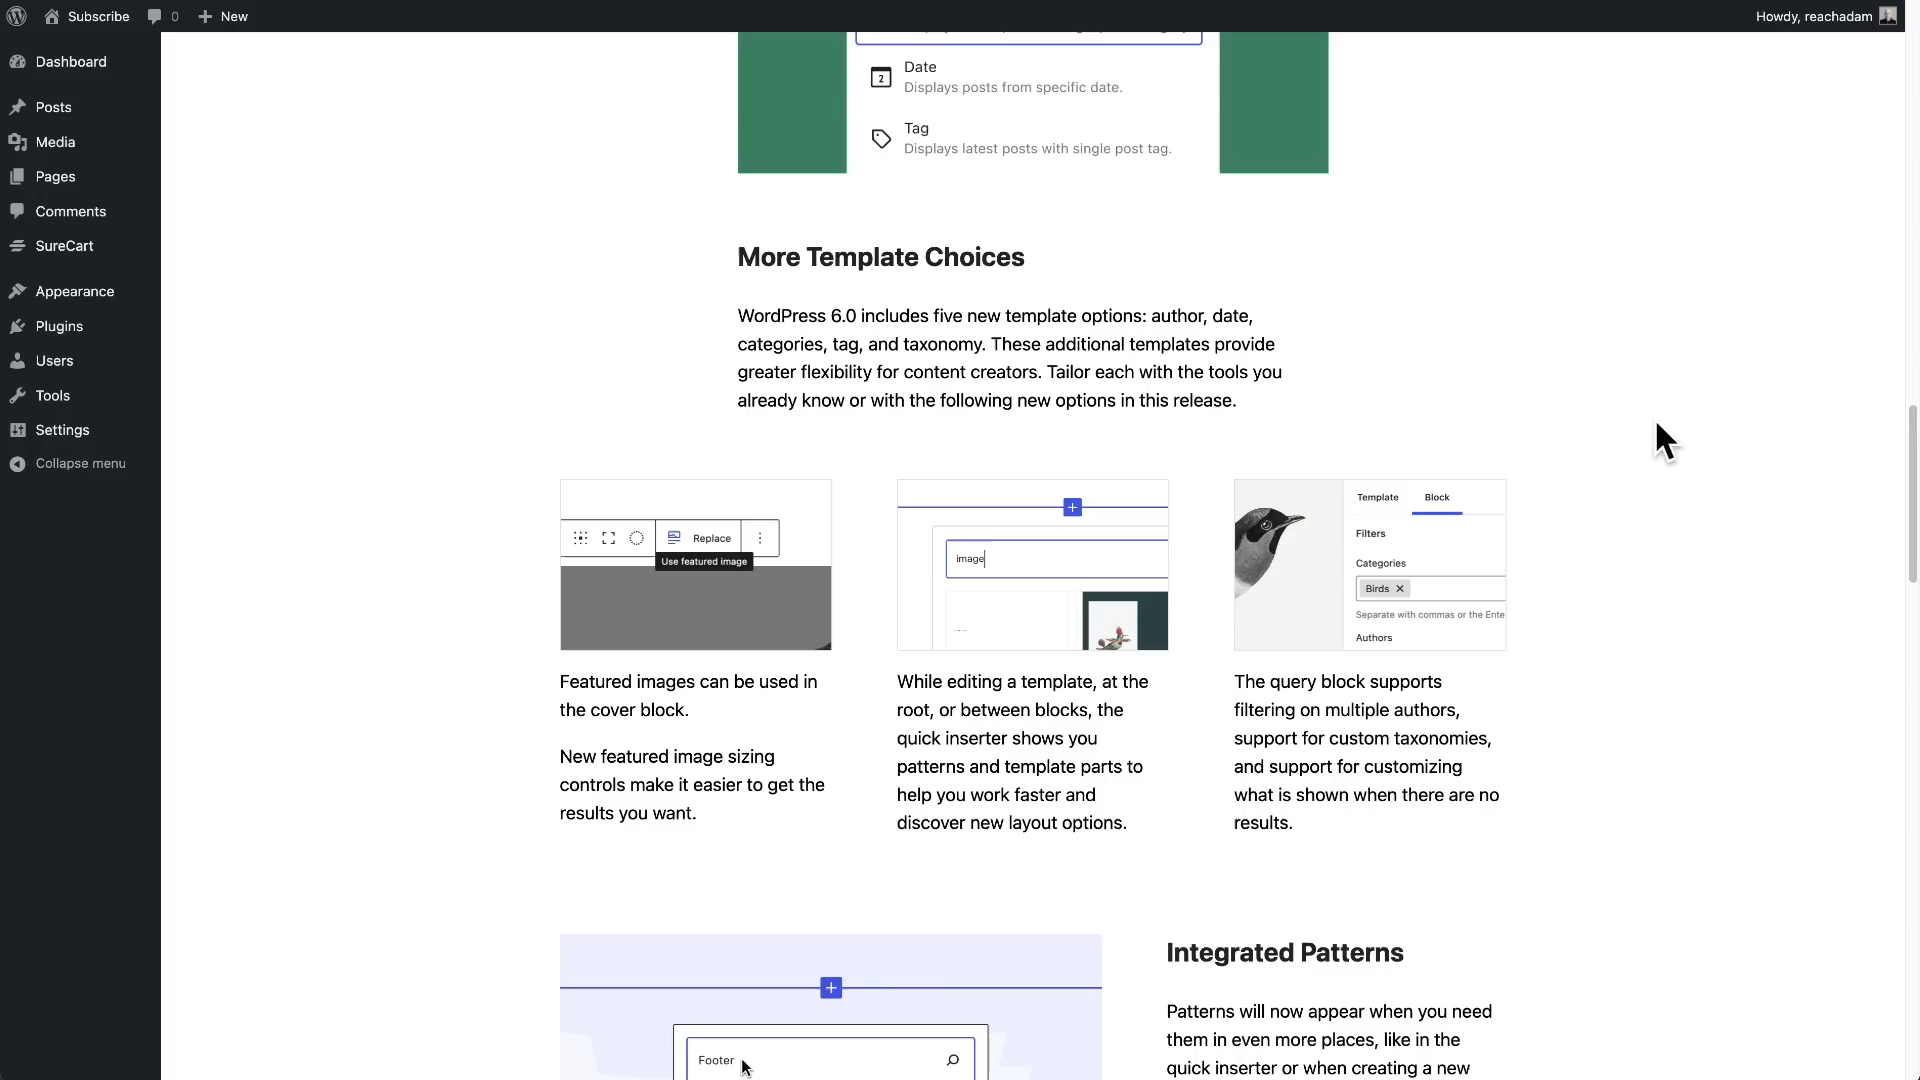 Subscribe
0
New
Howdy, reachadam
Dashboard
Posts
Media
Pages
Comments
SureCart
Appearance
Plugins
Users
Tools
Settings
Collapse menu
2
Date
Displays posts from specific date.
Tag
Displays latest posts with single post tag.
More Template Choices
WordPress 6.0 includes five new template options: author, date,
categories, tag, and taxonomy. These additional templates provide
greater flexibility for content creators. Tailor each with the tools you
already know or with the following new options in this release.
Replace
Use featured image
Featured images can be used in
the cover block.
New featured image sizing
controls make it easier to get the
results you want.
image
While editing a template, at the
root, or between blocks, the
quick inserter shows you
patterns and template parts to
help you work faster and
discover new layout options.
Template Block
Filters
Categories
Birds
Separate with commas or the Ente
Authors
The query block supports
filtering on multiple authors,
support for custom taxonomies,
and support for customizing
what is shown when there are no
results.
Footer
Integrated Patterns
Patterns will now appear when you need
them in even more places, like in the
quick inserter or when creating a new